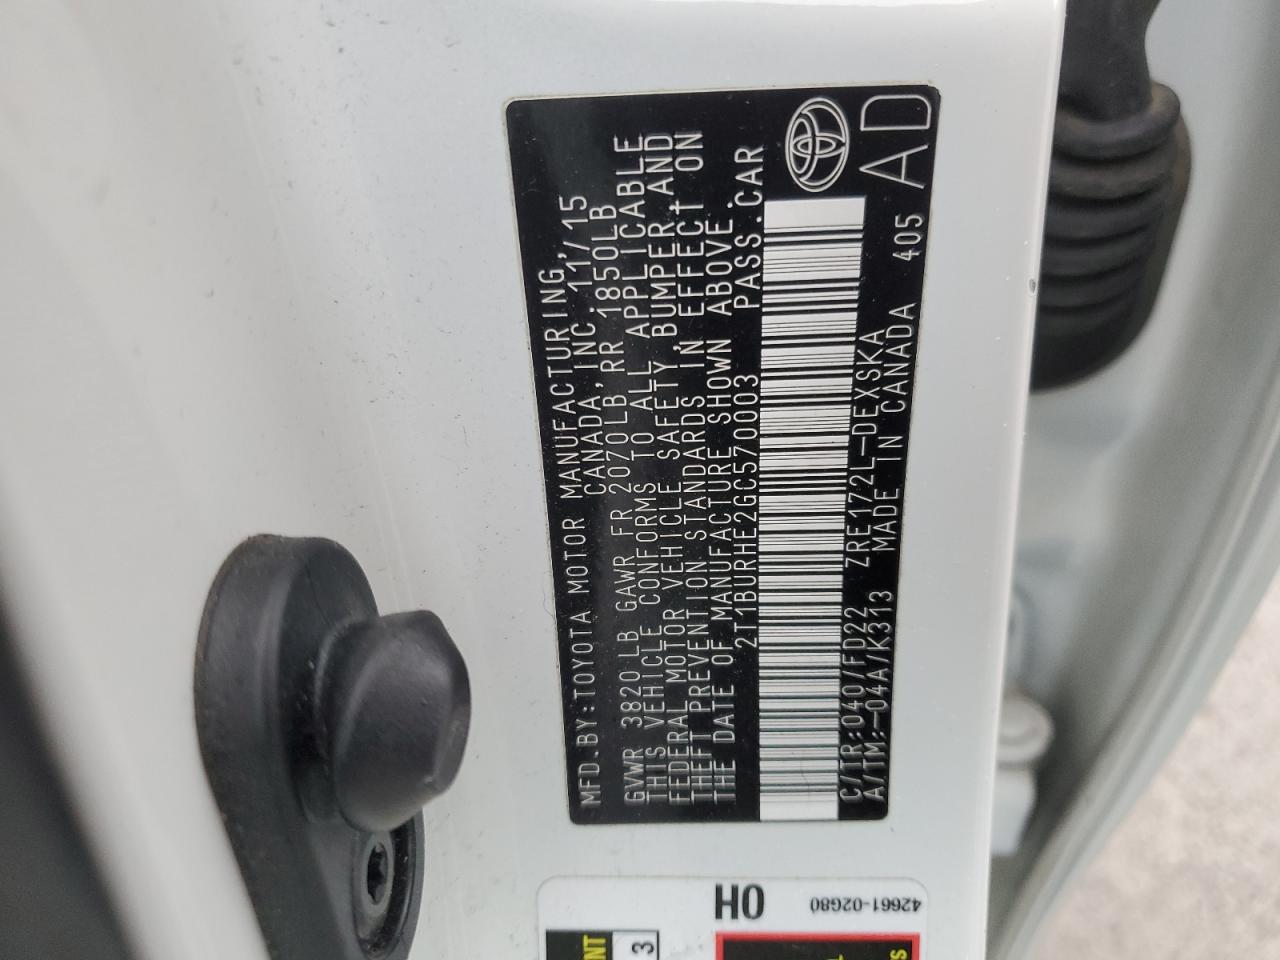 MFD.BY:TOYOTA MOTOR MANUFACTURING,
CANADA,INC. 11/15
GVWR 3820LB GAWR FR 2070LB RR 1850LB
THIS VEHICLE CONFORMS TO ALL APPLICABLE
FEDERAL MOTOR VEHICLE SAFETY,BUMPER,AND
THEFT PREVENTION STANDARDS IN EFFECT ON
THE DATE OF MANUFACTURE SHOWN ABOVE.
2T1BURHE2GC570003 PASS.CAR
C/TR:040/FD22 ZRE172L-DEXSKA 405
A/TM:-04A/K313 MADE IN CANADA AD
OH
42661-02G80
3